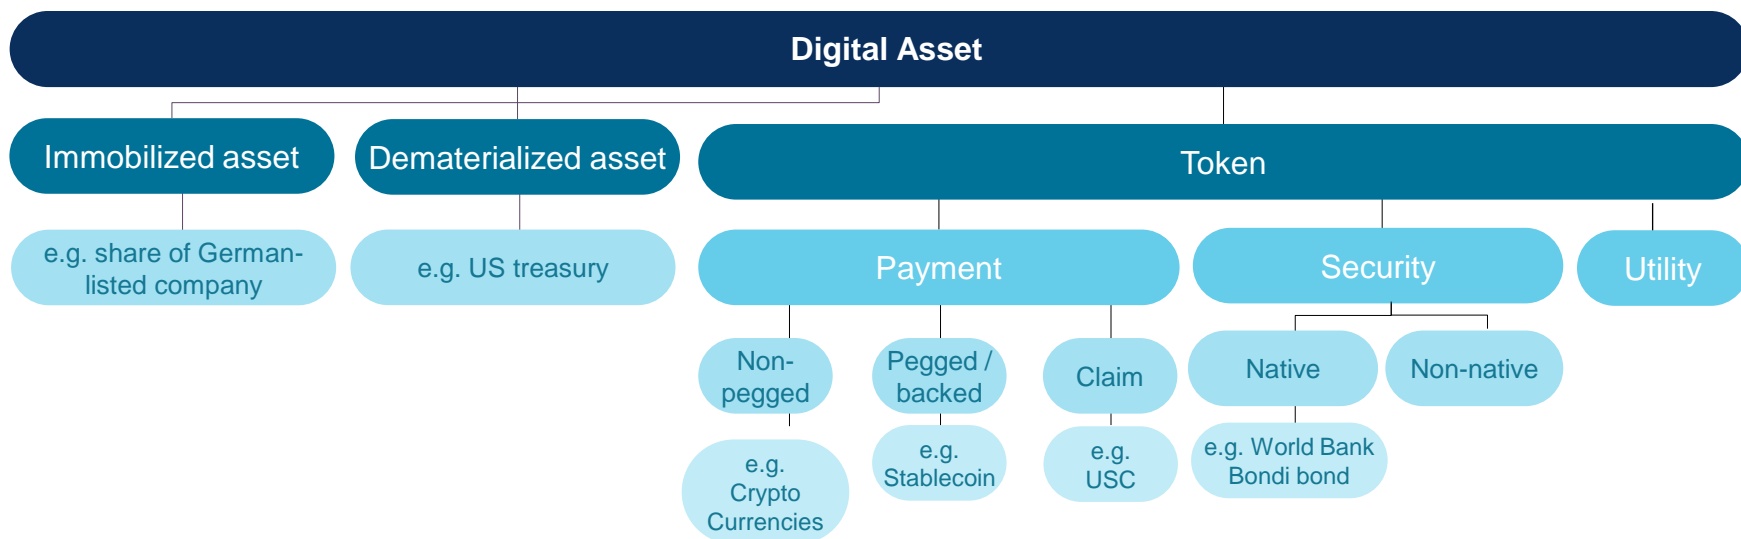 Digital Asset
Immobilized asset
Dematerialized asset
Token
e.g. share of German-
listed company
e.g. US treasury
Payment
Security
Utility
Non-
pegged
Pegged /
backed
Claim
Native
Non-native
e.g.
Crypto
Currencies
e.g.
Stablecoin
e.g.
USC
e.g. World Bank
Bondi bond